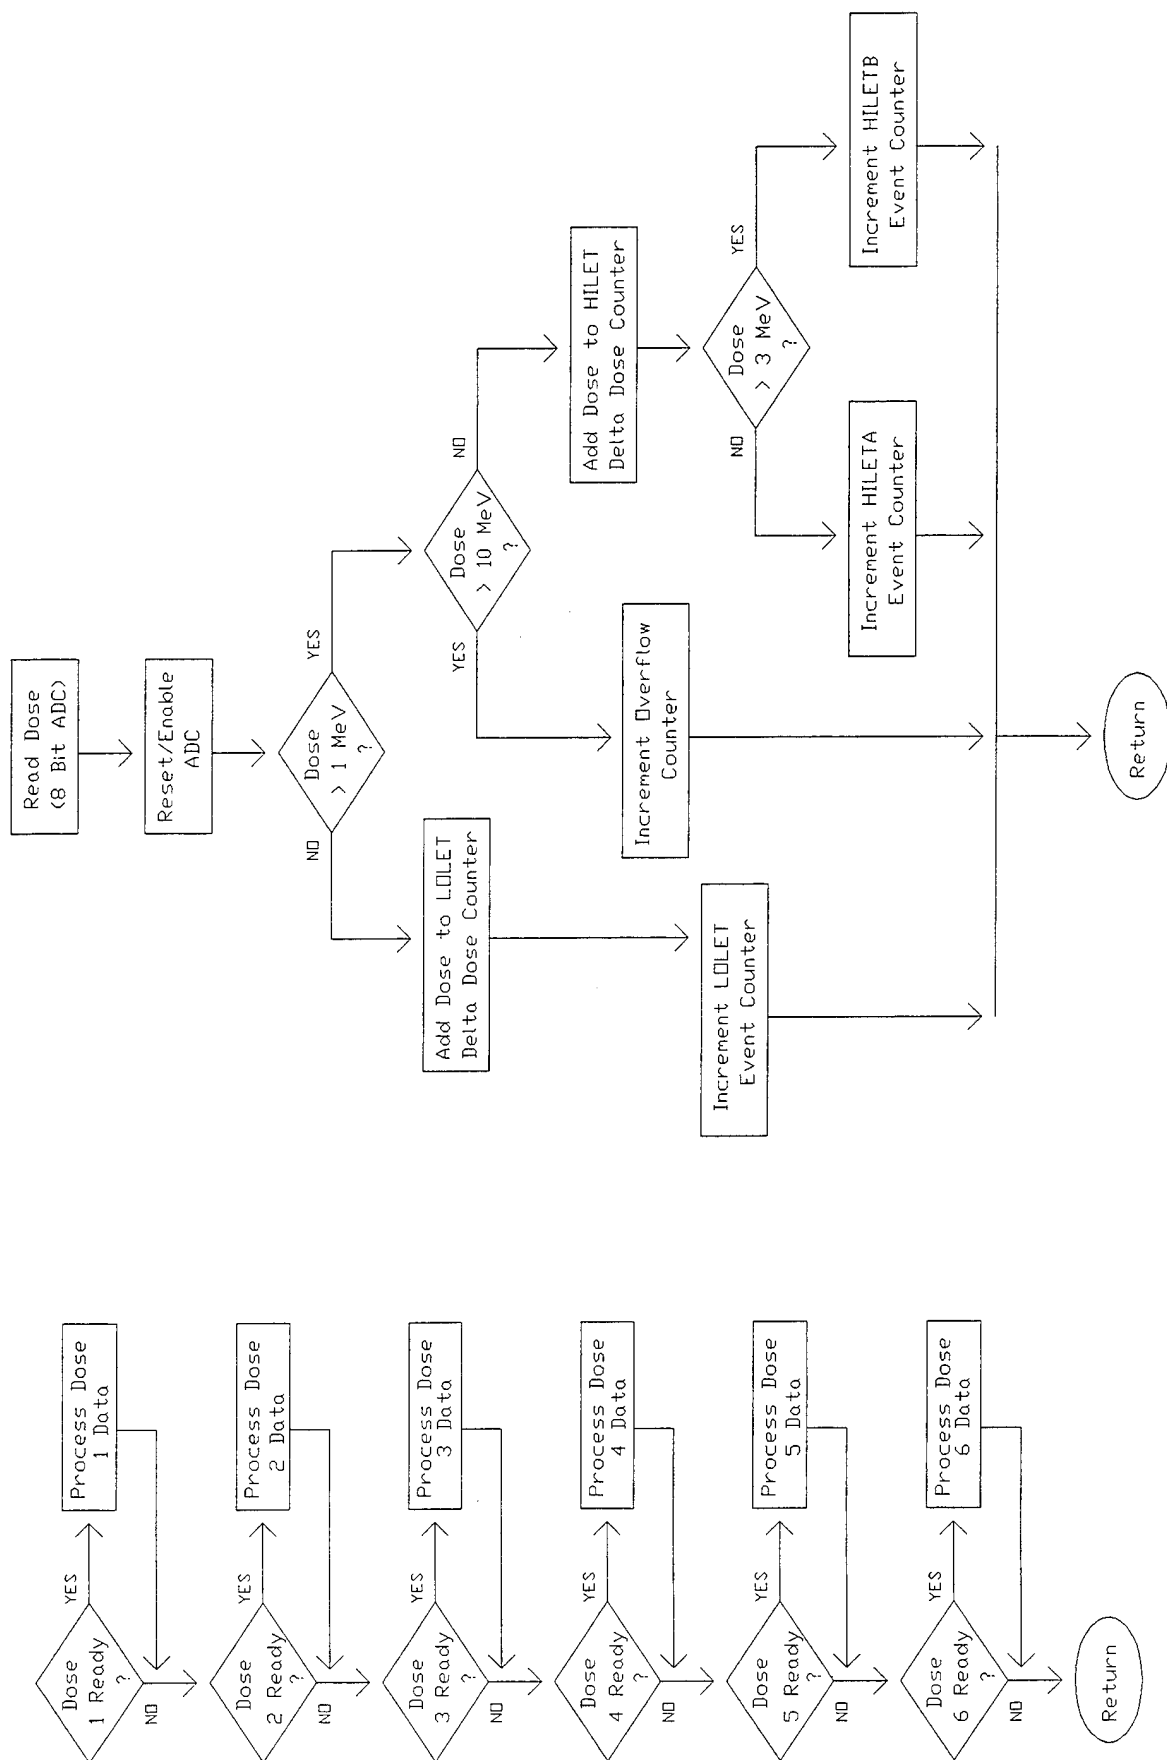 Dose
1 Ready
?
YES
NO
Process Dose
1 Data
Dose
2 Ready
?
YES
NO
Process Dose
2 Data
Dose
3 Ready
?
YES
NO
Process Dose
3 Data
Dose
4 Ready
?
YES
NO
Process Dose
4 Data
Dose
5 Ready
?
YES
NO
Process Dose
5 Data
Dose
6 Ready
?
YES
NO
Process Dose
6 Data
Return
Read Dose
(8 Bit ADC)
Reset/Enable
ADC
Dose
> 1 MeV
?
NO
YES
Add Dose to LOLET
Delta Dose Counter
Increment LOLET
Event Counter
Dose
> 10 MeV
?
YES
NO
Increment Overflow
Counter
Add Dose to HILET
Delta Dose Counter
Dose
> 3 MeV
?
NO
YES
Increment HILETA
Event Counter
Increment HILETB
Event Counter
Return